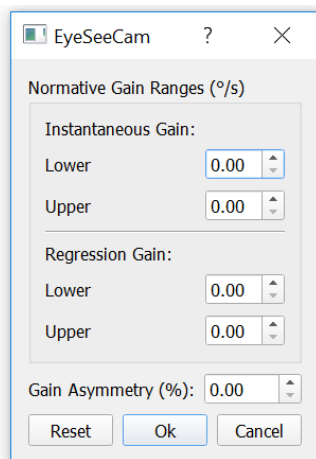 EyeSeeCam ?
Normative Gain Ranges (º/s)
Instantaneous Gain:
Lower 0.00
Upper 0.00
Regression Gain:
Lower 0.00
Upper 0.00
Gain Asymmetry (%): 0.00
Reset Ok Cancel